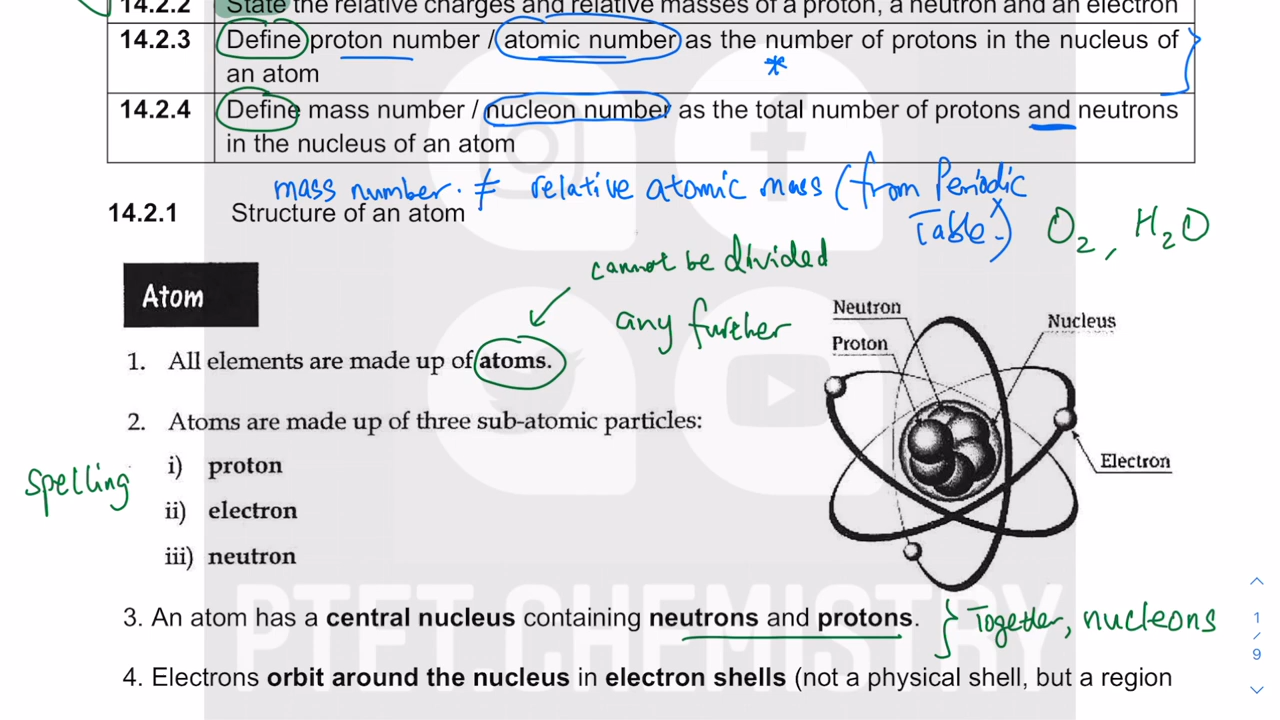 14.2.2 State the relative charges and relative masses of a proton, a neutron and an electron
14.2.3 Define proton number / atomic number as the number of protons in the nucleus of
*
an atom
14.2.4 Define mass number / nucleon number as the total number of protons and neutrons
in the nucleus of an atom
mass number. ≠ relative atomic mass (from Periodic
Table.)
14.2.1 Structure of an atom
O₂, H₂O
cannot be divided
any further
Atom
1. All elements are made up of atoms.
2. Atoms are made up of three sub-atomic particles:
spelling
i) proton
ii) electron
iii) neutron
Neutron
Proton
Nucleus
Electron
3. An atom has a central nucleus containing neutrons and protons. } Together, nucleons
4. Electrons orbit around the nucleus in electron shells (not a physical shell, but a region
PTET.CHEMISTRY
1
/
9